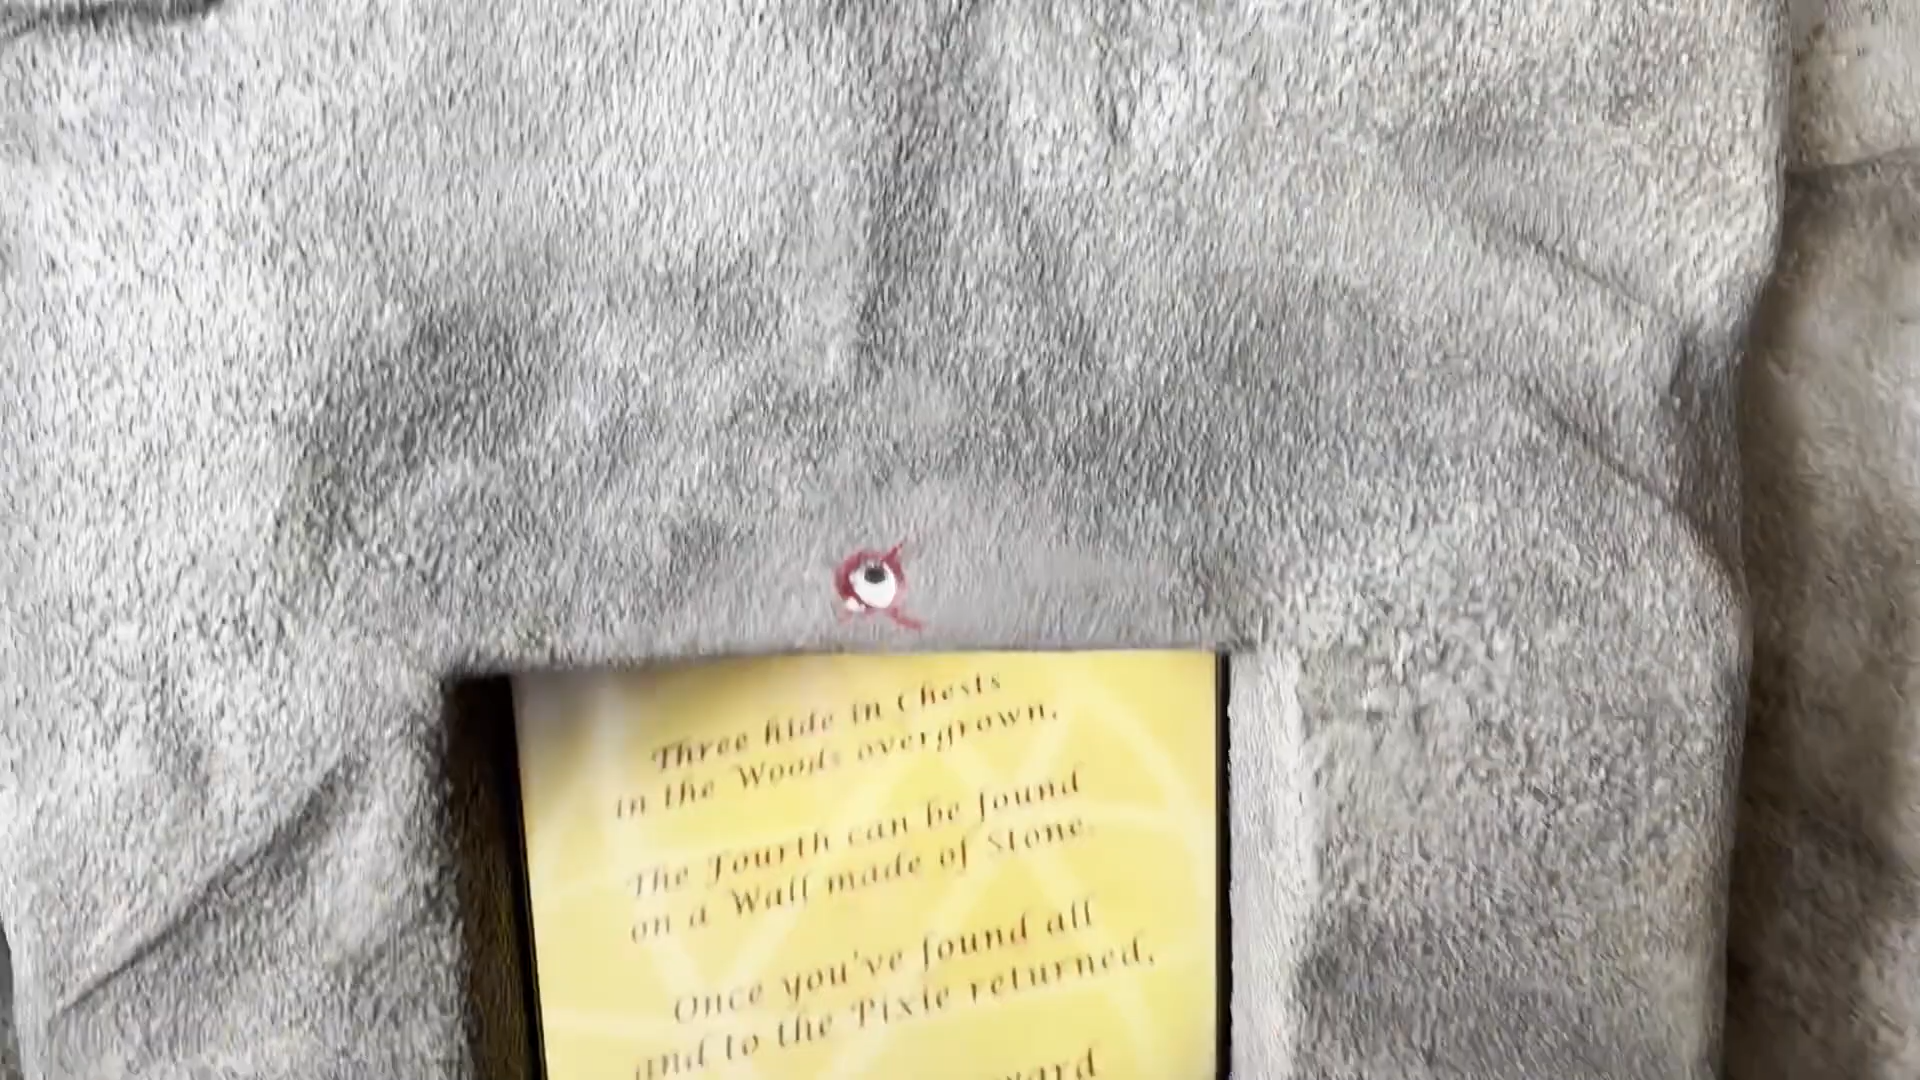 Three hide in Chests
in the Woods overgrown,
The Fourth can be found
on a Wall made of Stone.
Once you've found all
and to the Pixie returned,